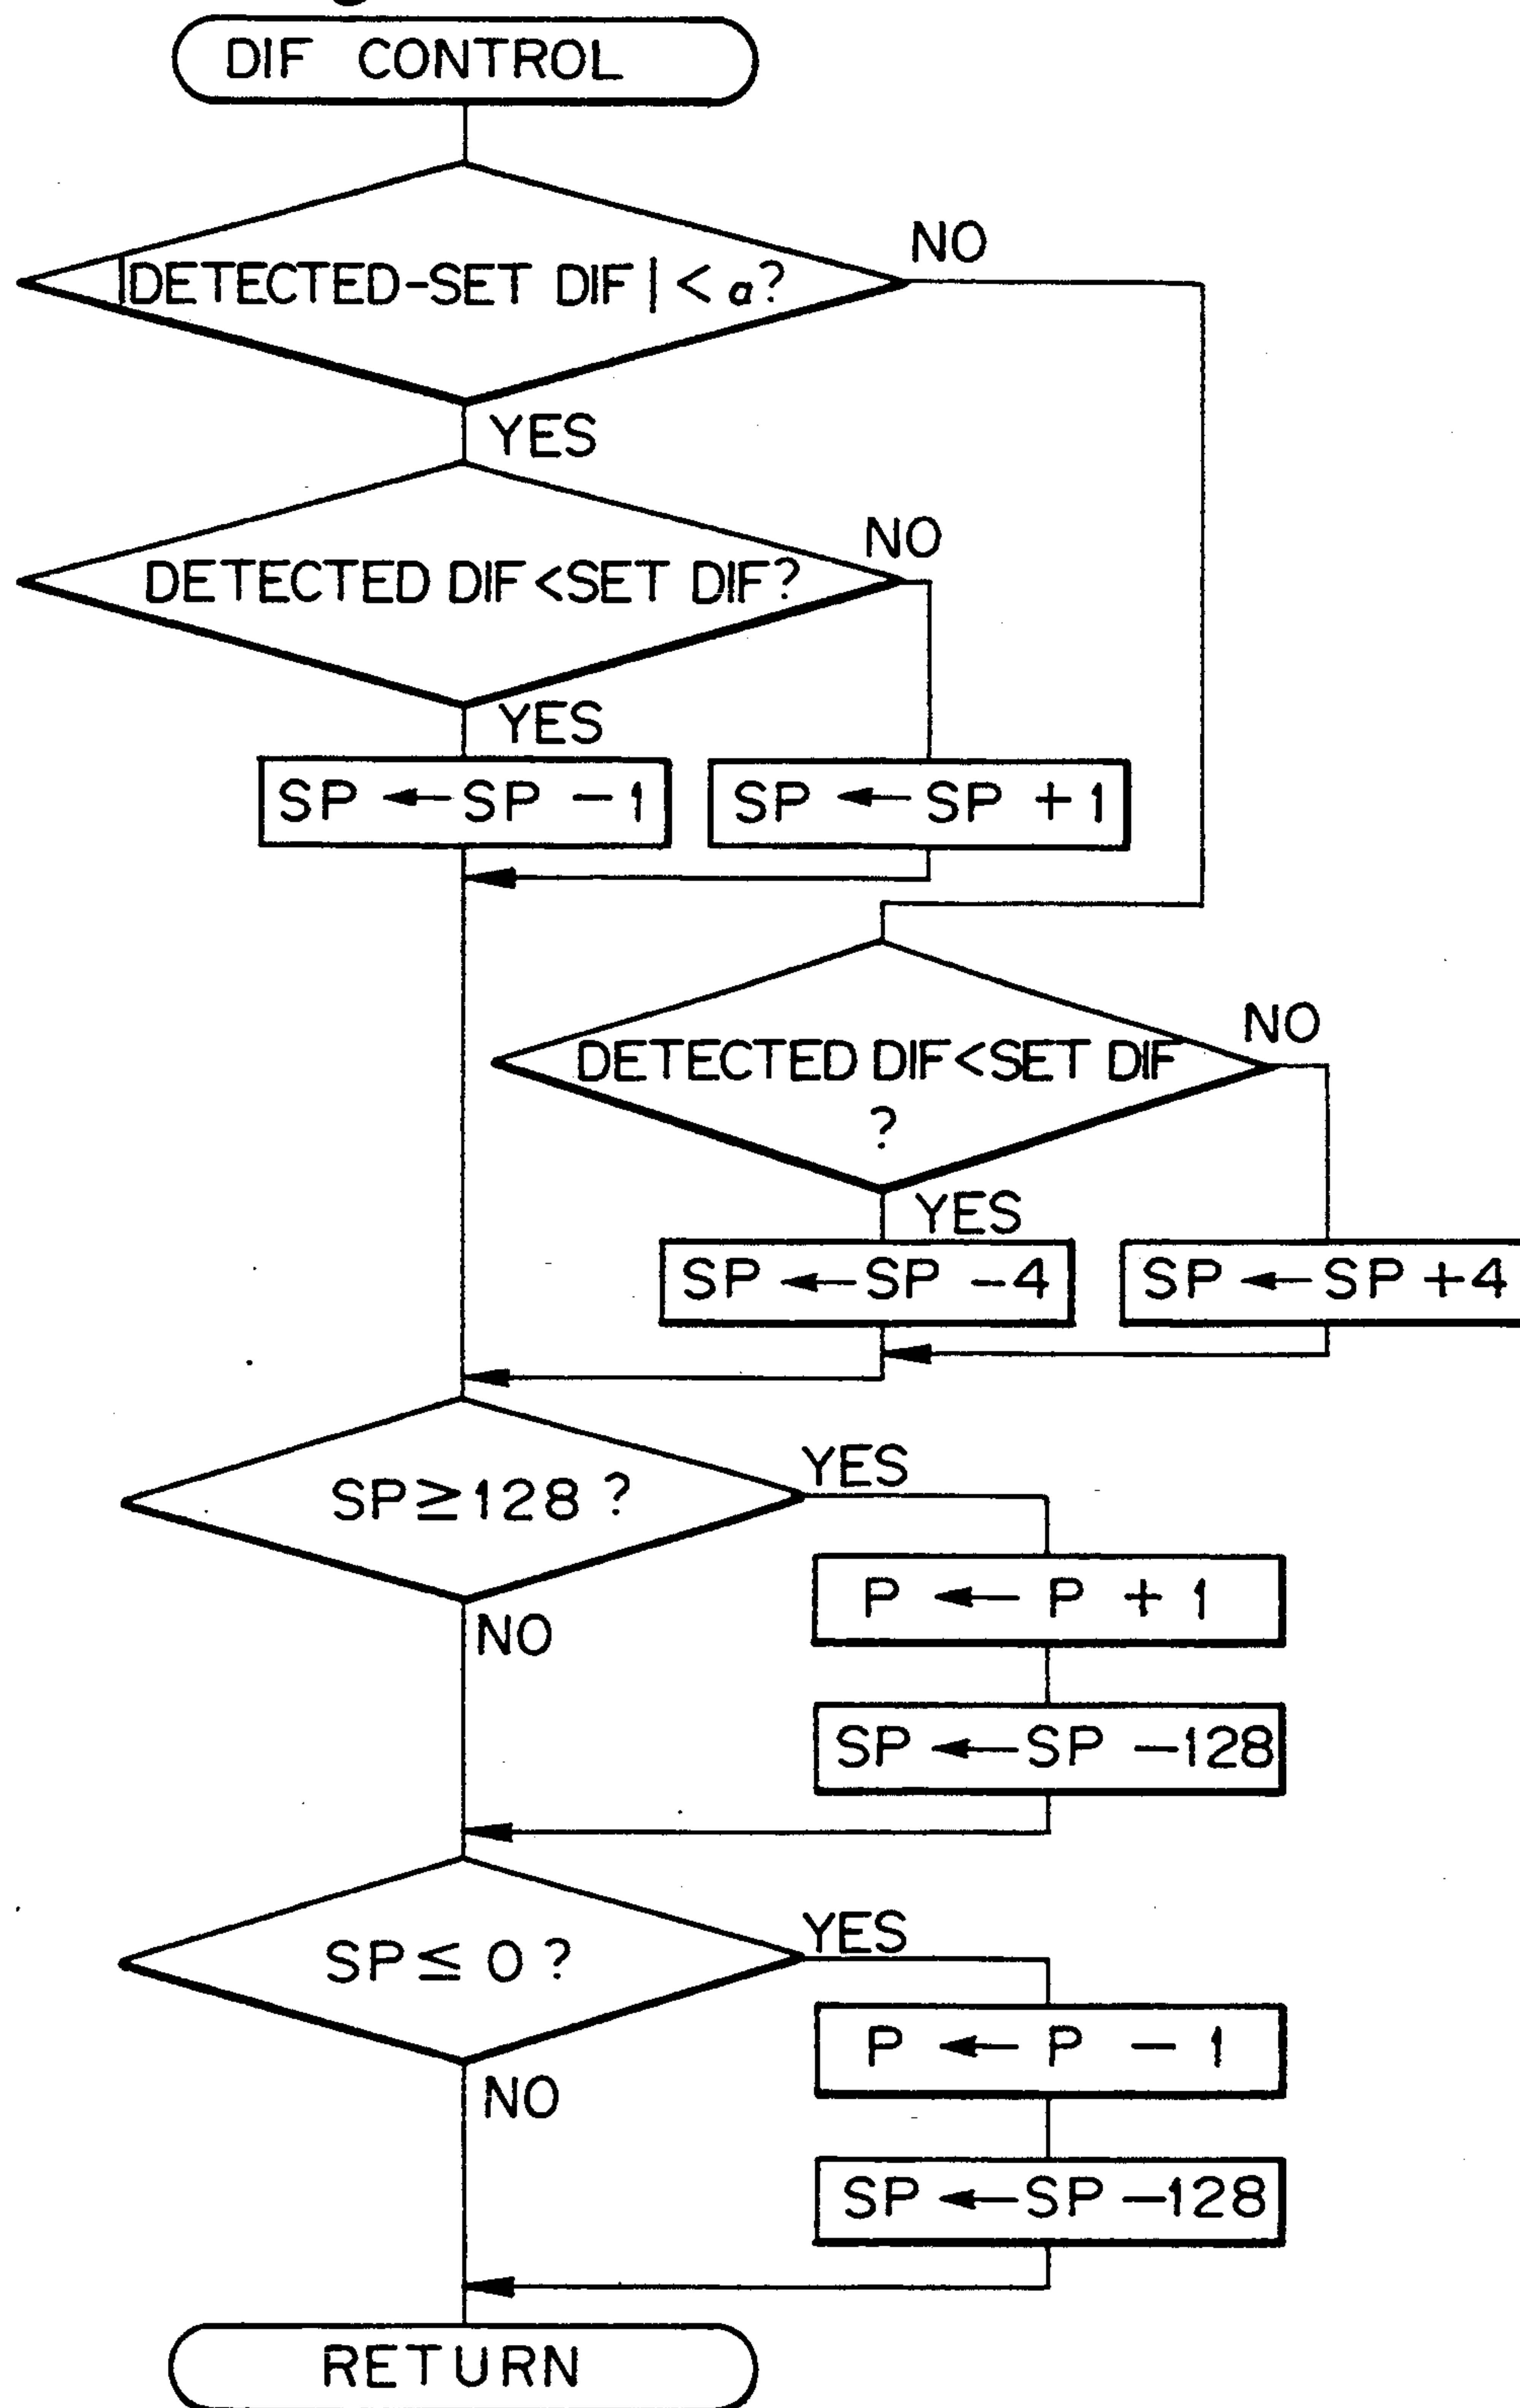 DIF CONTROL
|DETECTED-SET DIF| < a?
NO
YES
DETECTED DIF<SET DIF?
NO
YES
SP ← SP - 1
SP ← SP + 1
DETECTED DIF<SET DIF
?
NO
YES
SP ← SP - 4
SP ← SP + 4
SP ≥ 128 ?
YES
NO
P ← P + 1
SP ← SP - 128
SP ≤ 0 ?
YES
NO
P ← P - 1
SP ← SP - 128
RETURN